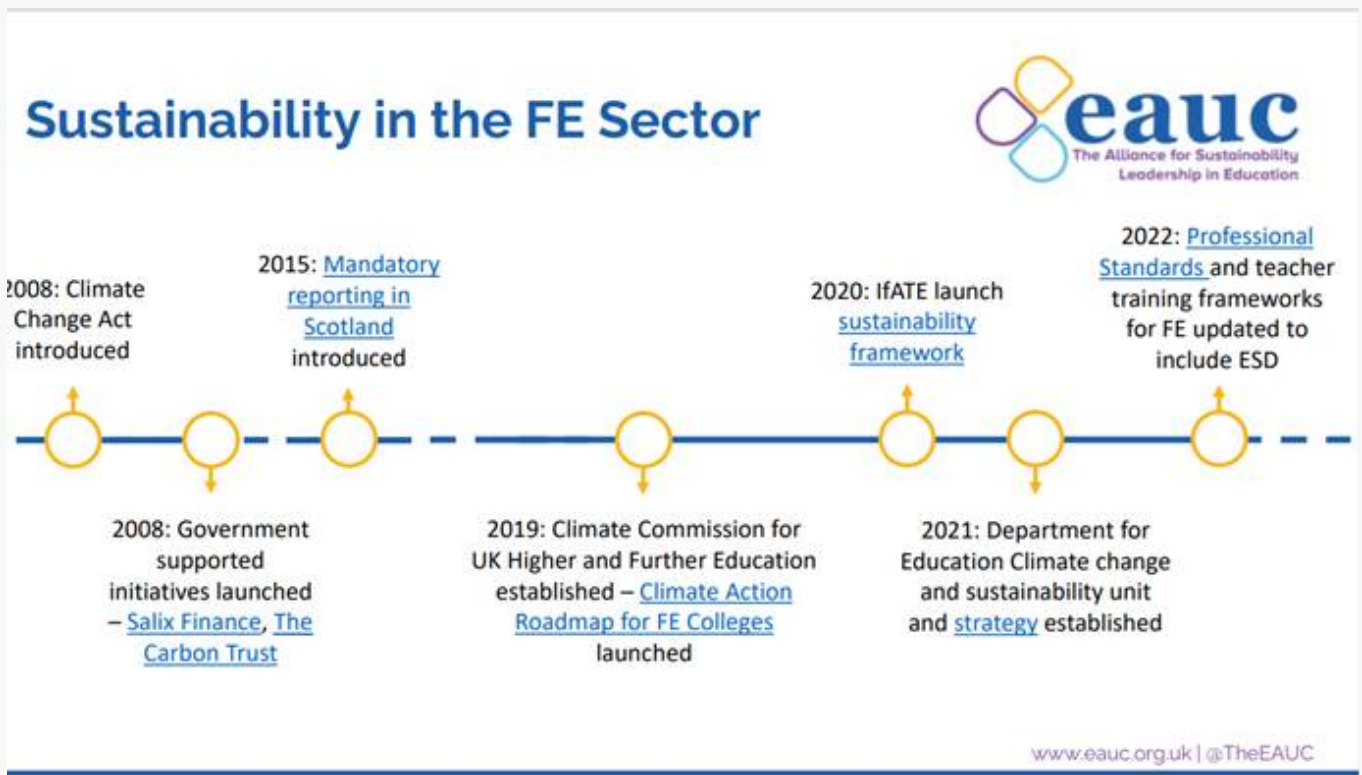 Sustainability in the FE Sector
eauc
The Alliance for Sustainability
Leadership in Education
2008: Climate
Change Act
introduced
2015: Mandatory
reporting in
Scotland
introduced
2020: IfATE launch
sustainability
framework
2022: Professional
Standards and teacher
training frameworks
for FE updated to
include ESD
2008: Government
supported
initiatives launched
– Salix Finance, The
Carbon Trust
2019: Climate Commission for
UK Higher and Further Education
established – Climate Action
Roadmap for FE Colleges
launched
2021: Department for
Education Climate change
and sustainability unit
and strategy established
www.eauc.org.uk | @TheEAUC